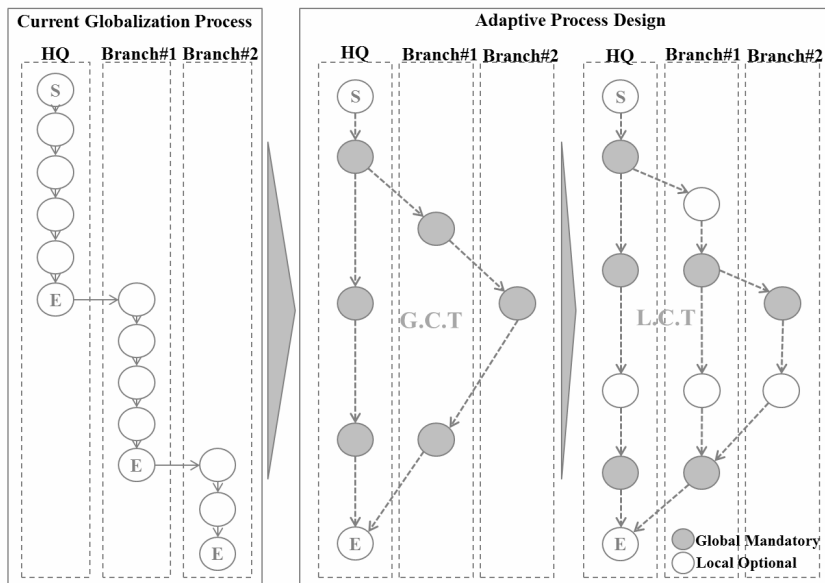 Current Globalization Process
Adaptive Process Design
HQ Branch#1 Branch#2
HQ Branch#1 Branch#2
HQ Branch#1 Branch#2
S
E
E
E
S
G.C.T
E
S
L.C.T
E
Global Mandatory
Local Optional